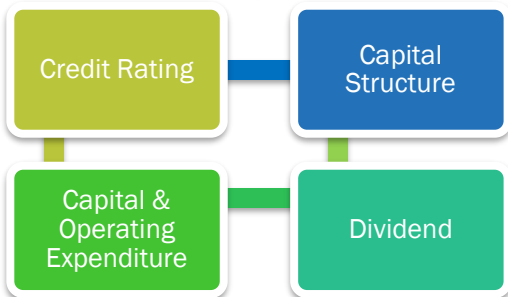 Credit Rating
Capital
Structure
Capital &
Operating
Expenditure
Dividend